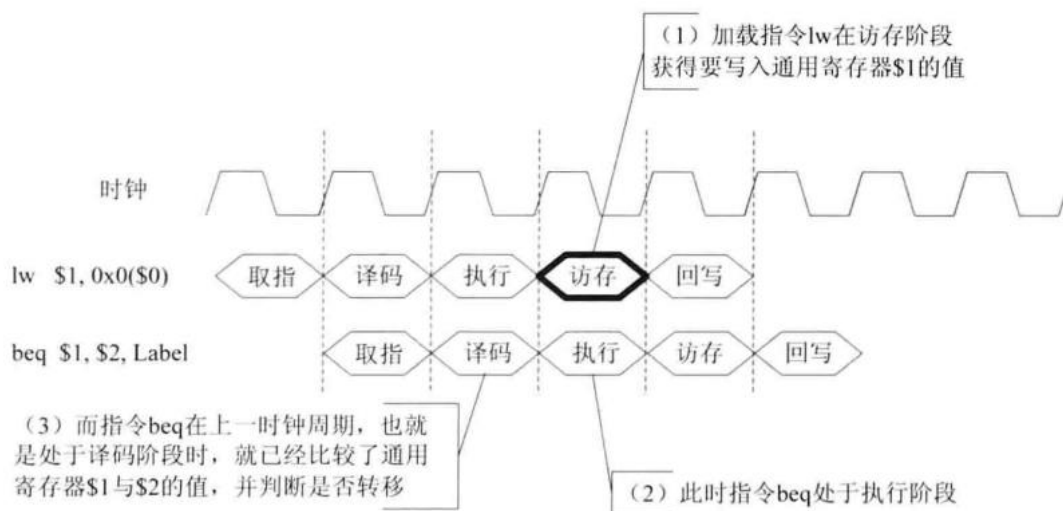 （1）加载指令lw在访存阶段
获得要写入通用寄存器$1的值
时钟
lw $1, 0x0($0)
取指 译码 执行 访存 回写
beq $1, $2, Label
取指 译码 执行 访存 回写
（3）而指令beq在上一时钟周期，也就
是处于译码阶段时，就已经比较了通用
寄存器$1与$2的值，并判断是否转移
（2）此时指令beq处于执行阶段